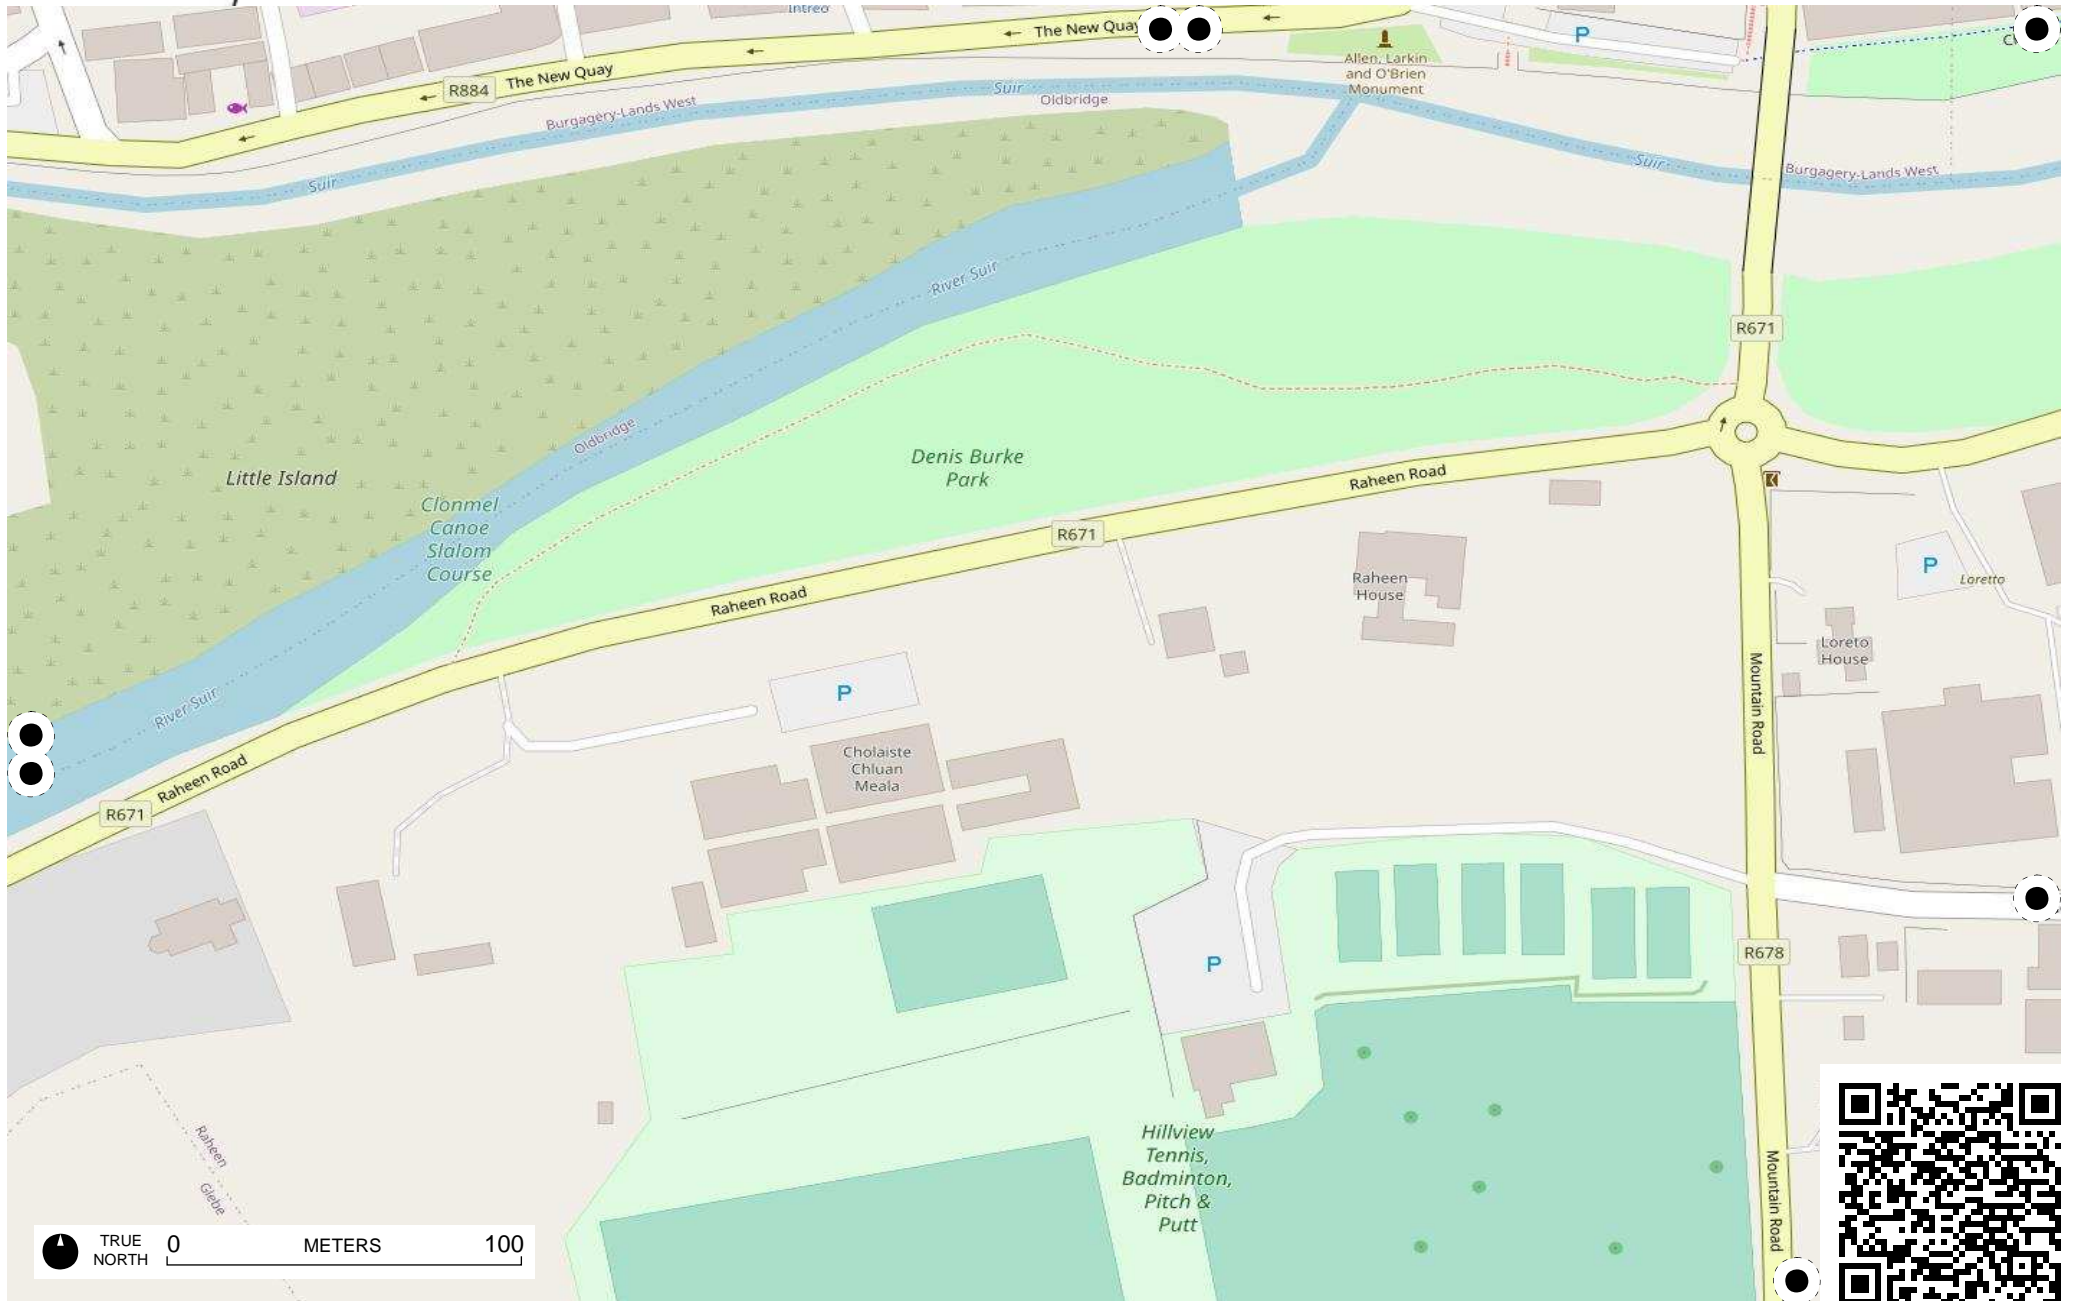 Intreo
The New Quay
P
R884
The New Quay
Allen, Larkin
and O'Brien
Monument
Suir
Oldbridge
Burgagery-Lands West
Suir
Burgagery-Lands West
Suir
River Suir
R671
Oldbridge
Denis Burke
Park
Little Island
Raheen Road
Clonmel
Canoe
Slalom
Course
R671
P
Raheen
House
Loretto
Raheen Road
Loreto
House
River Suir
P
Mountain Road
Cholaiste
Chluan
Meala
Raheen Road
R671
P
R678
Hillview
Tennis,
Badminton,
Pitch &
Putt
Raheen
Glebe
Mountain Road
TRUE
NORTH
0
METERS
100